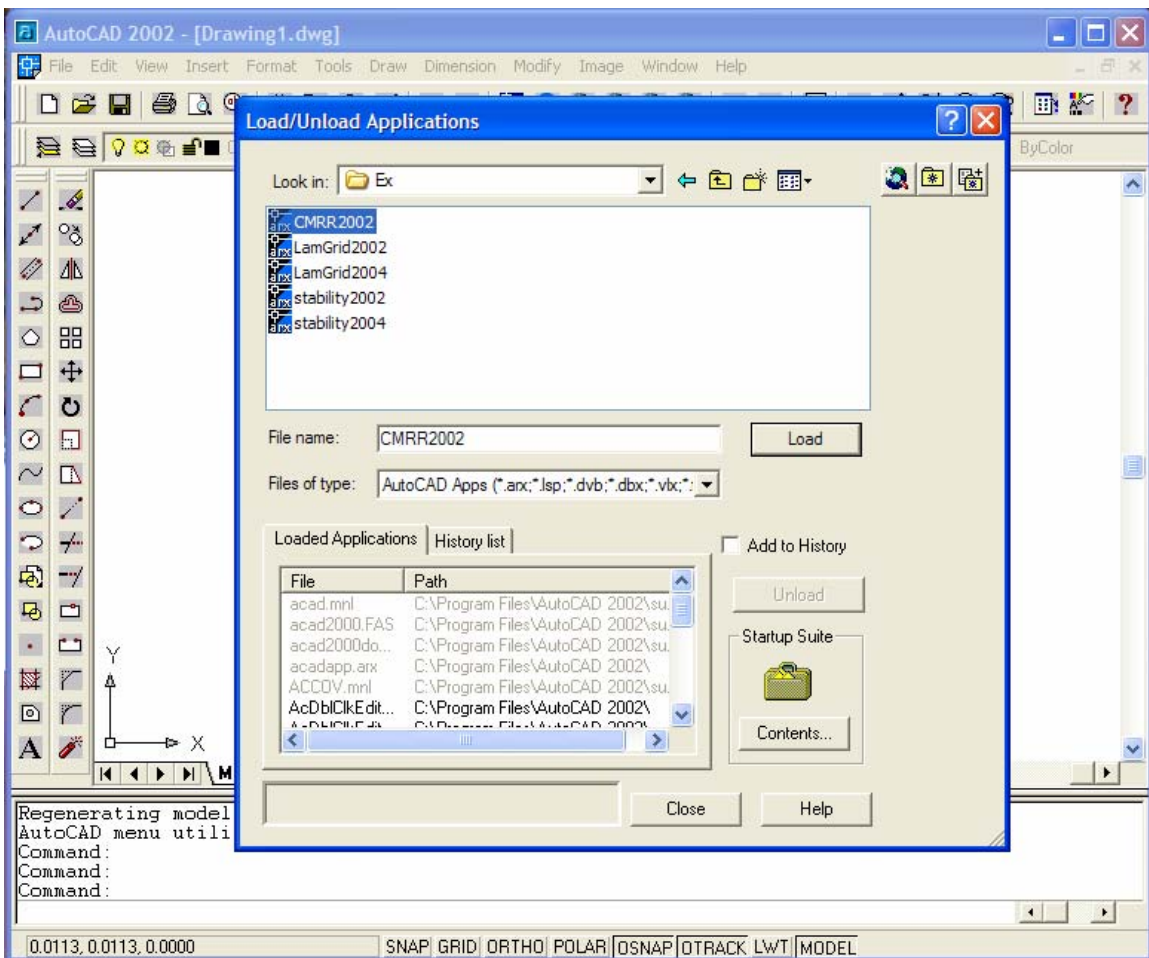 AutoCAD 2002 - [Drawing1.dwg]
File Edit View Insert Format Tools Draw Dimension Modify Image Window Help
Load/Unload Applications
ByColor
Look in: Ex
CMRR2002
LamGrid2002
LamGrid2004
stability2002
stability2004
File name: CMRR2002 Load
Files of type: AutoCAD Apps (*.arx;*.lsp;*.dvb;*.dbx;*.vlx;*.
Loaded Applications History list
Add to History
File Path
acad.mnl C:\Program Files\AutoCAD 2002\su.
acad2000.FAS C:\Program Files\AutoCAD 2002\su.
acad2000do... C:\Program Files\AutoCAD 2002\su.
acadapp.arx C:\Program Files\AutoCAD 2002\
ACCOV.mnl C:\Program Files\AutoCAD 2002\su.
AcDblClkEdit... C:\Program Files\AutoCAD 2002\
AcDblClkEdit C:\Program Files\AutoCAD 2002\
Unload
Startup Suite
Contents...
Close Help
Y
X
M
Regenerating model
AutoCAD menu utili
Command:
Command:
Command:
0.0113, 0.0113, 0.0000 SNAP GRID ORTHO POLAR OSNAP OTRACK LWT MODEL